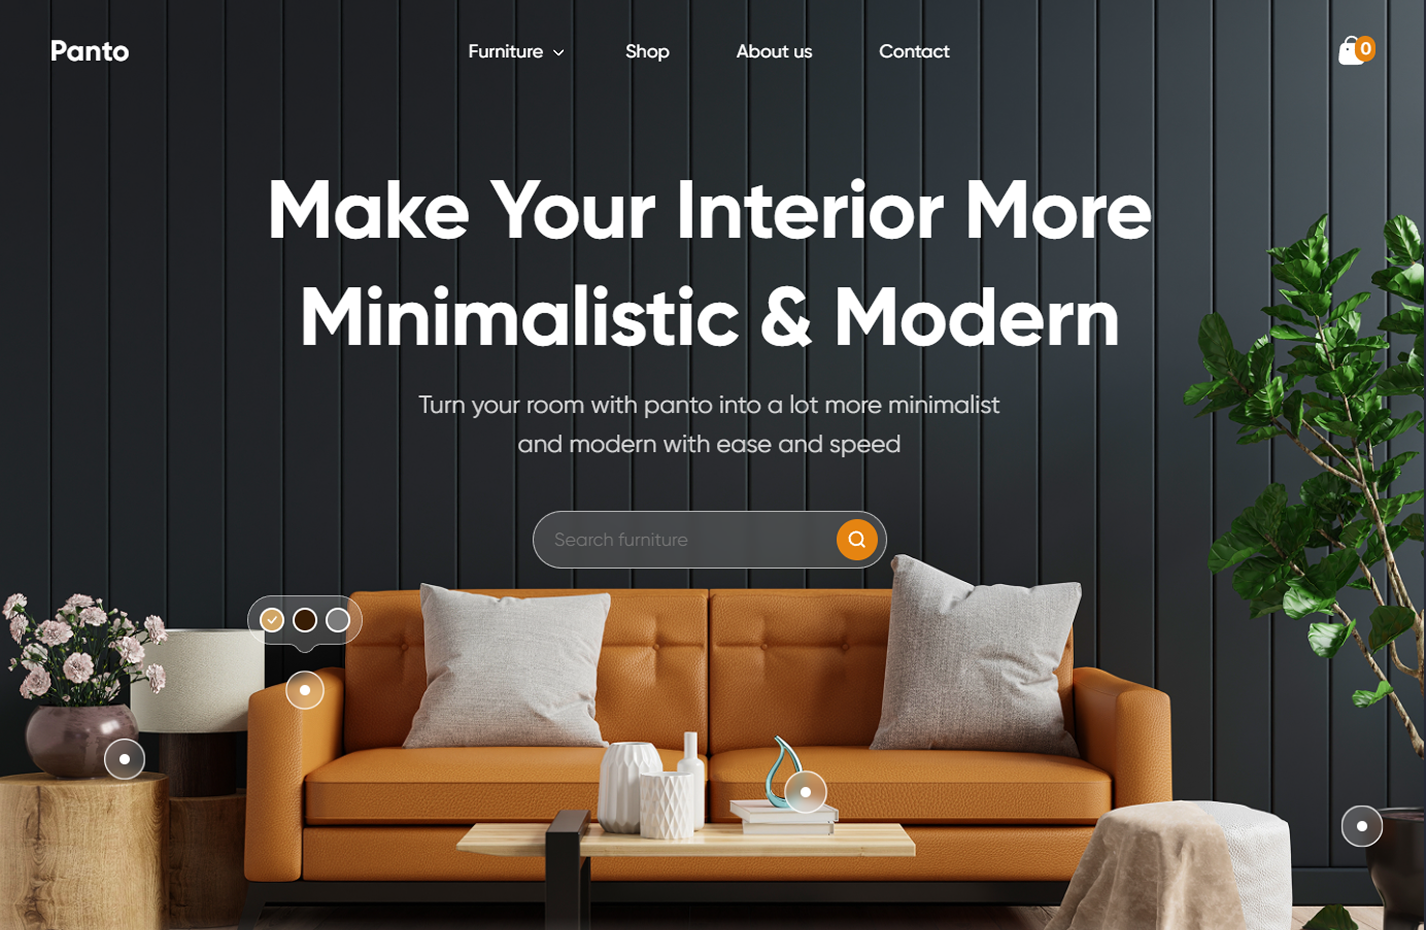 Panto
Furniture
Shop
About us
Contact
0
Make Your Interior More
Minimalistic & Modern
Turn your room with panto into a lot more minimalist
and modern with ease and speed
Search furniture